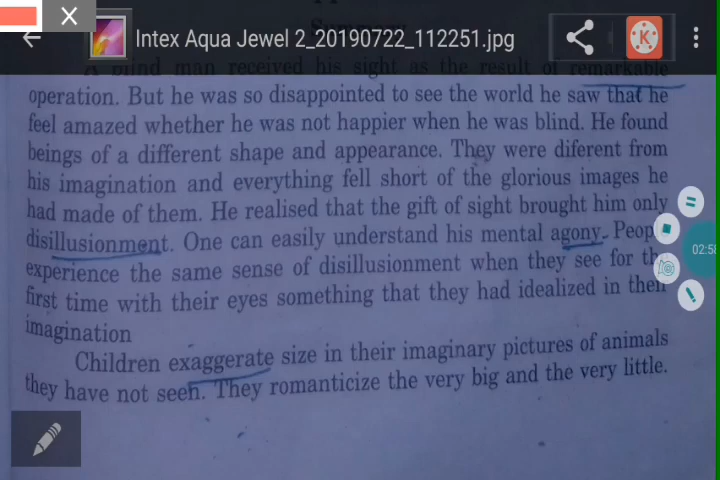 Intex Aqua Jewel 2_20190722_112251.jpg
K
Summary
A blind man received his sight as the result of remarkable
operation. But he was so disappointed to see the world he saw that he
feel amazed whether he was not happier when he was blind. He found
beings of a different shape and appearance. They were diferent from
his imagination and everything fell short of the glorious images he
had made of them. He realised that the gift of sight brought him only
disillusionment. One can easily understand his mental agony. Peop
experience the same sense of disillusionment when they see for th
first time with their eyes something that they had idealized in their
imagination
Children exaggerate size in their imaginary pictures of animals
they have not seen. They romanticize the very big and the very little.
02:58